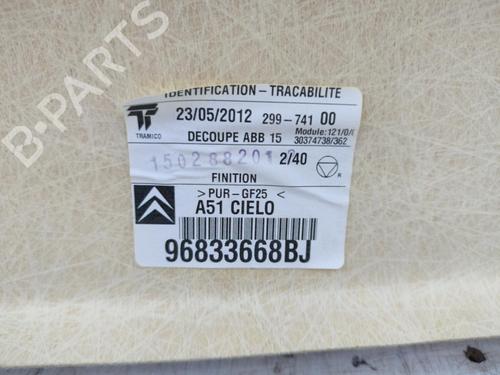 B-PARTS
IDENTIFICATION - TRACABILITE
TRAMICO
23/05/2012 299-741 00
DECOUPE ABB 15
Module:121/0/
30374738/362
2/40
FINITION
>PUR-GF25<
A51 CIELO
96833668BJ